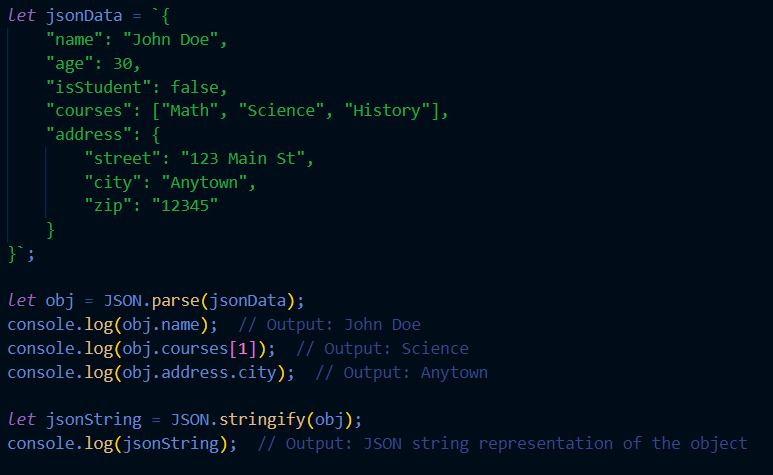 let jsonData = `{
    "name": "John Doe",
    "age": 30,
    "isStudent": false,
    "courses": ["Math", "Science", "History"],
    "address": {
        "street": "123 Main St",
        "city": "Anytown",
        "zip": "12345"
    }
}`;

let obj = JSON.parse(jsonData);
console.log(obj.name);  // Output: John Doe
console.log(obj.courses[1]);  // Output: Science
console.log(obj.address.city);  // Output: Anytown

let jsonString = JSON.stringify(obj);
console.log(jsonString);  // Output: JSON string representation of the object